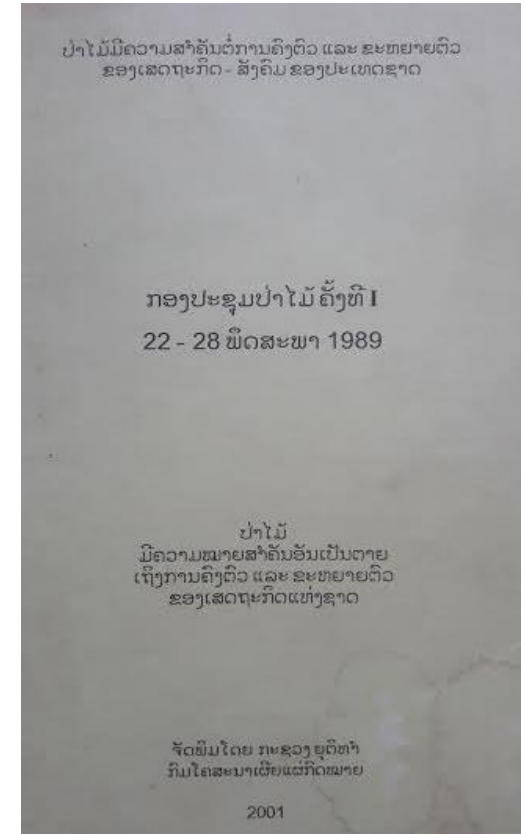 ປ່າໄມ້ມີຄວາມສຳຄັນຕໍ່ການຄົງຕົວ ແລະ ຂະຫຍາຍຕົວ
ຂອງເສດຖະກິດ - ສັງຄົມ ຂອງປະເທດຊາດ
ກອງປະຊຸມປ່າໄມ້ ຄັ້ງທີ I
22 - 28 ພຶດສະພາ 1989
ປ່າໄມ້
ມີຄວາມໝາຍສຳຄັນອັນເປັນຕາຍ
ເຖິງການຄົງຕົວ ແລະ ຂະຫຍາຍຕົວ
ຂອງເສດຖະກິດແຫ່ງຊາດ
ຈັດພິມໂດຍ ກະຊວງ ຍຸຕິທຳ
ກົມໂຄສະນາເຜີຍແຜ່ກົດໝາຍ
2001